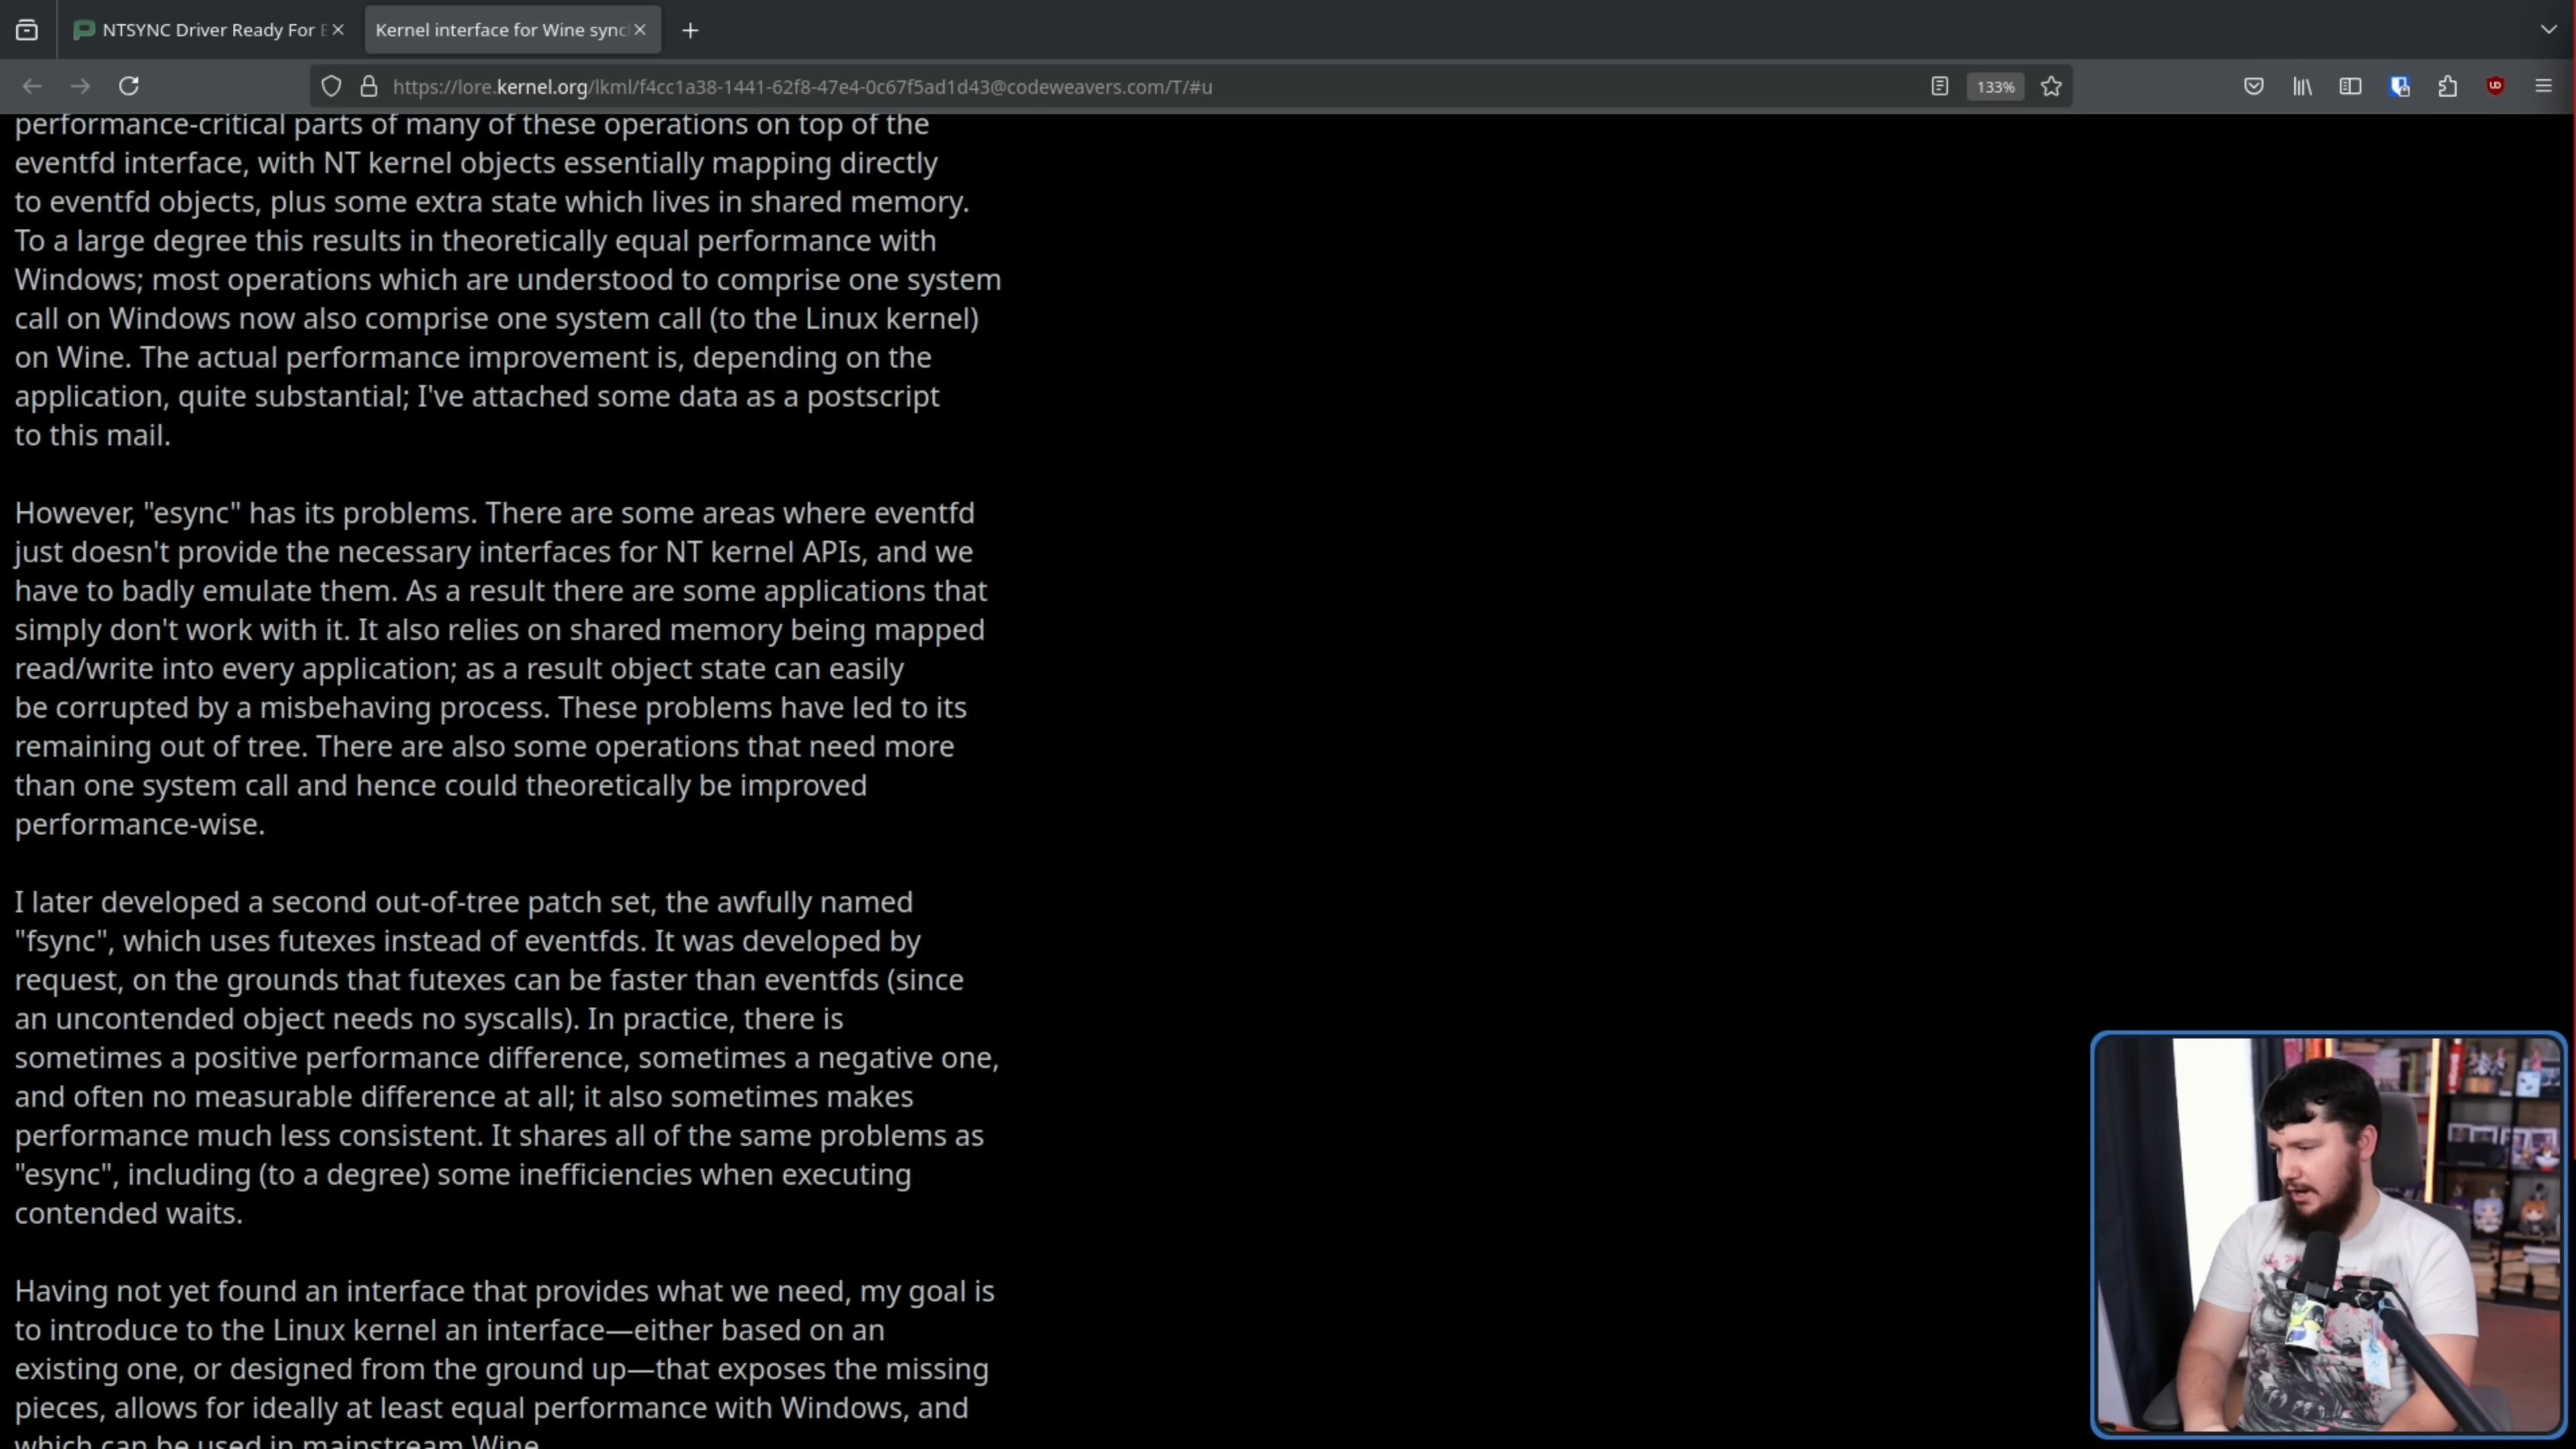 NTSYNC Driver Ready For
Kernel interface for Wine sync
https://lore.kernel.org/lkml/f4cc1a38-1441-62f8-47e4-0c67f5ad1d43@codeweavers.com/T/#u
133%
performance-critical parts of many of these operations on top of the
eventfd interface, with NT kernel objects essentially mapping directly
to eventfd objects, plus some extra state which lives in shared memory.
To a large degree this results in theoretically equal performance with
Windows; most operations which are understood to comprise one system
call on Windows now also comprise one system call (to the Linux kernel)
on Wine. The actual performance improvement is, depending on the
application, quite substantial; I've attached some data as a postscript
to this mail.
However, "esync" has its problems. There are some areas where eventfd
just doesn't provide the necessary interfaces for NT kernel APIs, and we
have to badly emulate them. As a result there are some applications that
simply don't work with it. It also relies on shared memory being mapped
read/write into every application; as a result object state can easily
be corrupted by a misbehaving process. These problems have led to its
remaining out of tree. There are also some operations that need more
than one system call and hence could theoretically be improved
performance-wise.
I later developed a second out-of-tree patch set, the awfully named
"fsync", which uses futexes instead of eventfds. It was developed by
request, on the grounds that futexes can be faster than eventfds (since
an uncontended object needs no syscalls). In practice, there is
sometimes a positive performance difference, sometimes a negative one,
and often no measurable difference at all; it also sometimes makes
performance much less consistent. It shares all of the same problems as
"esync", including (to a degree) some inefficiencies when executing
contended waits.
Having not yet found an interface that provides what we need, my goal is
to introduce to the Linux kernel an interface—either based on an
existing one, or designed from the ground up—that exposes the missing
pieces, allows for ideally at least equal performance with Windows, and
which can be used in mainstream Wine.